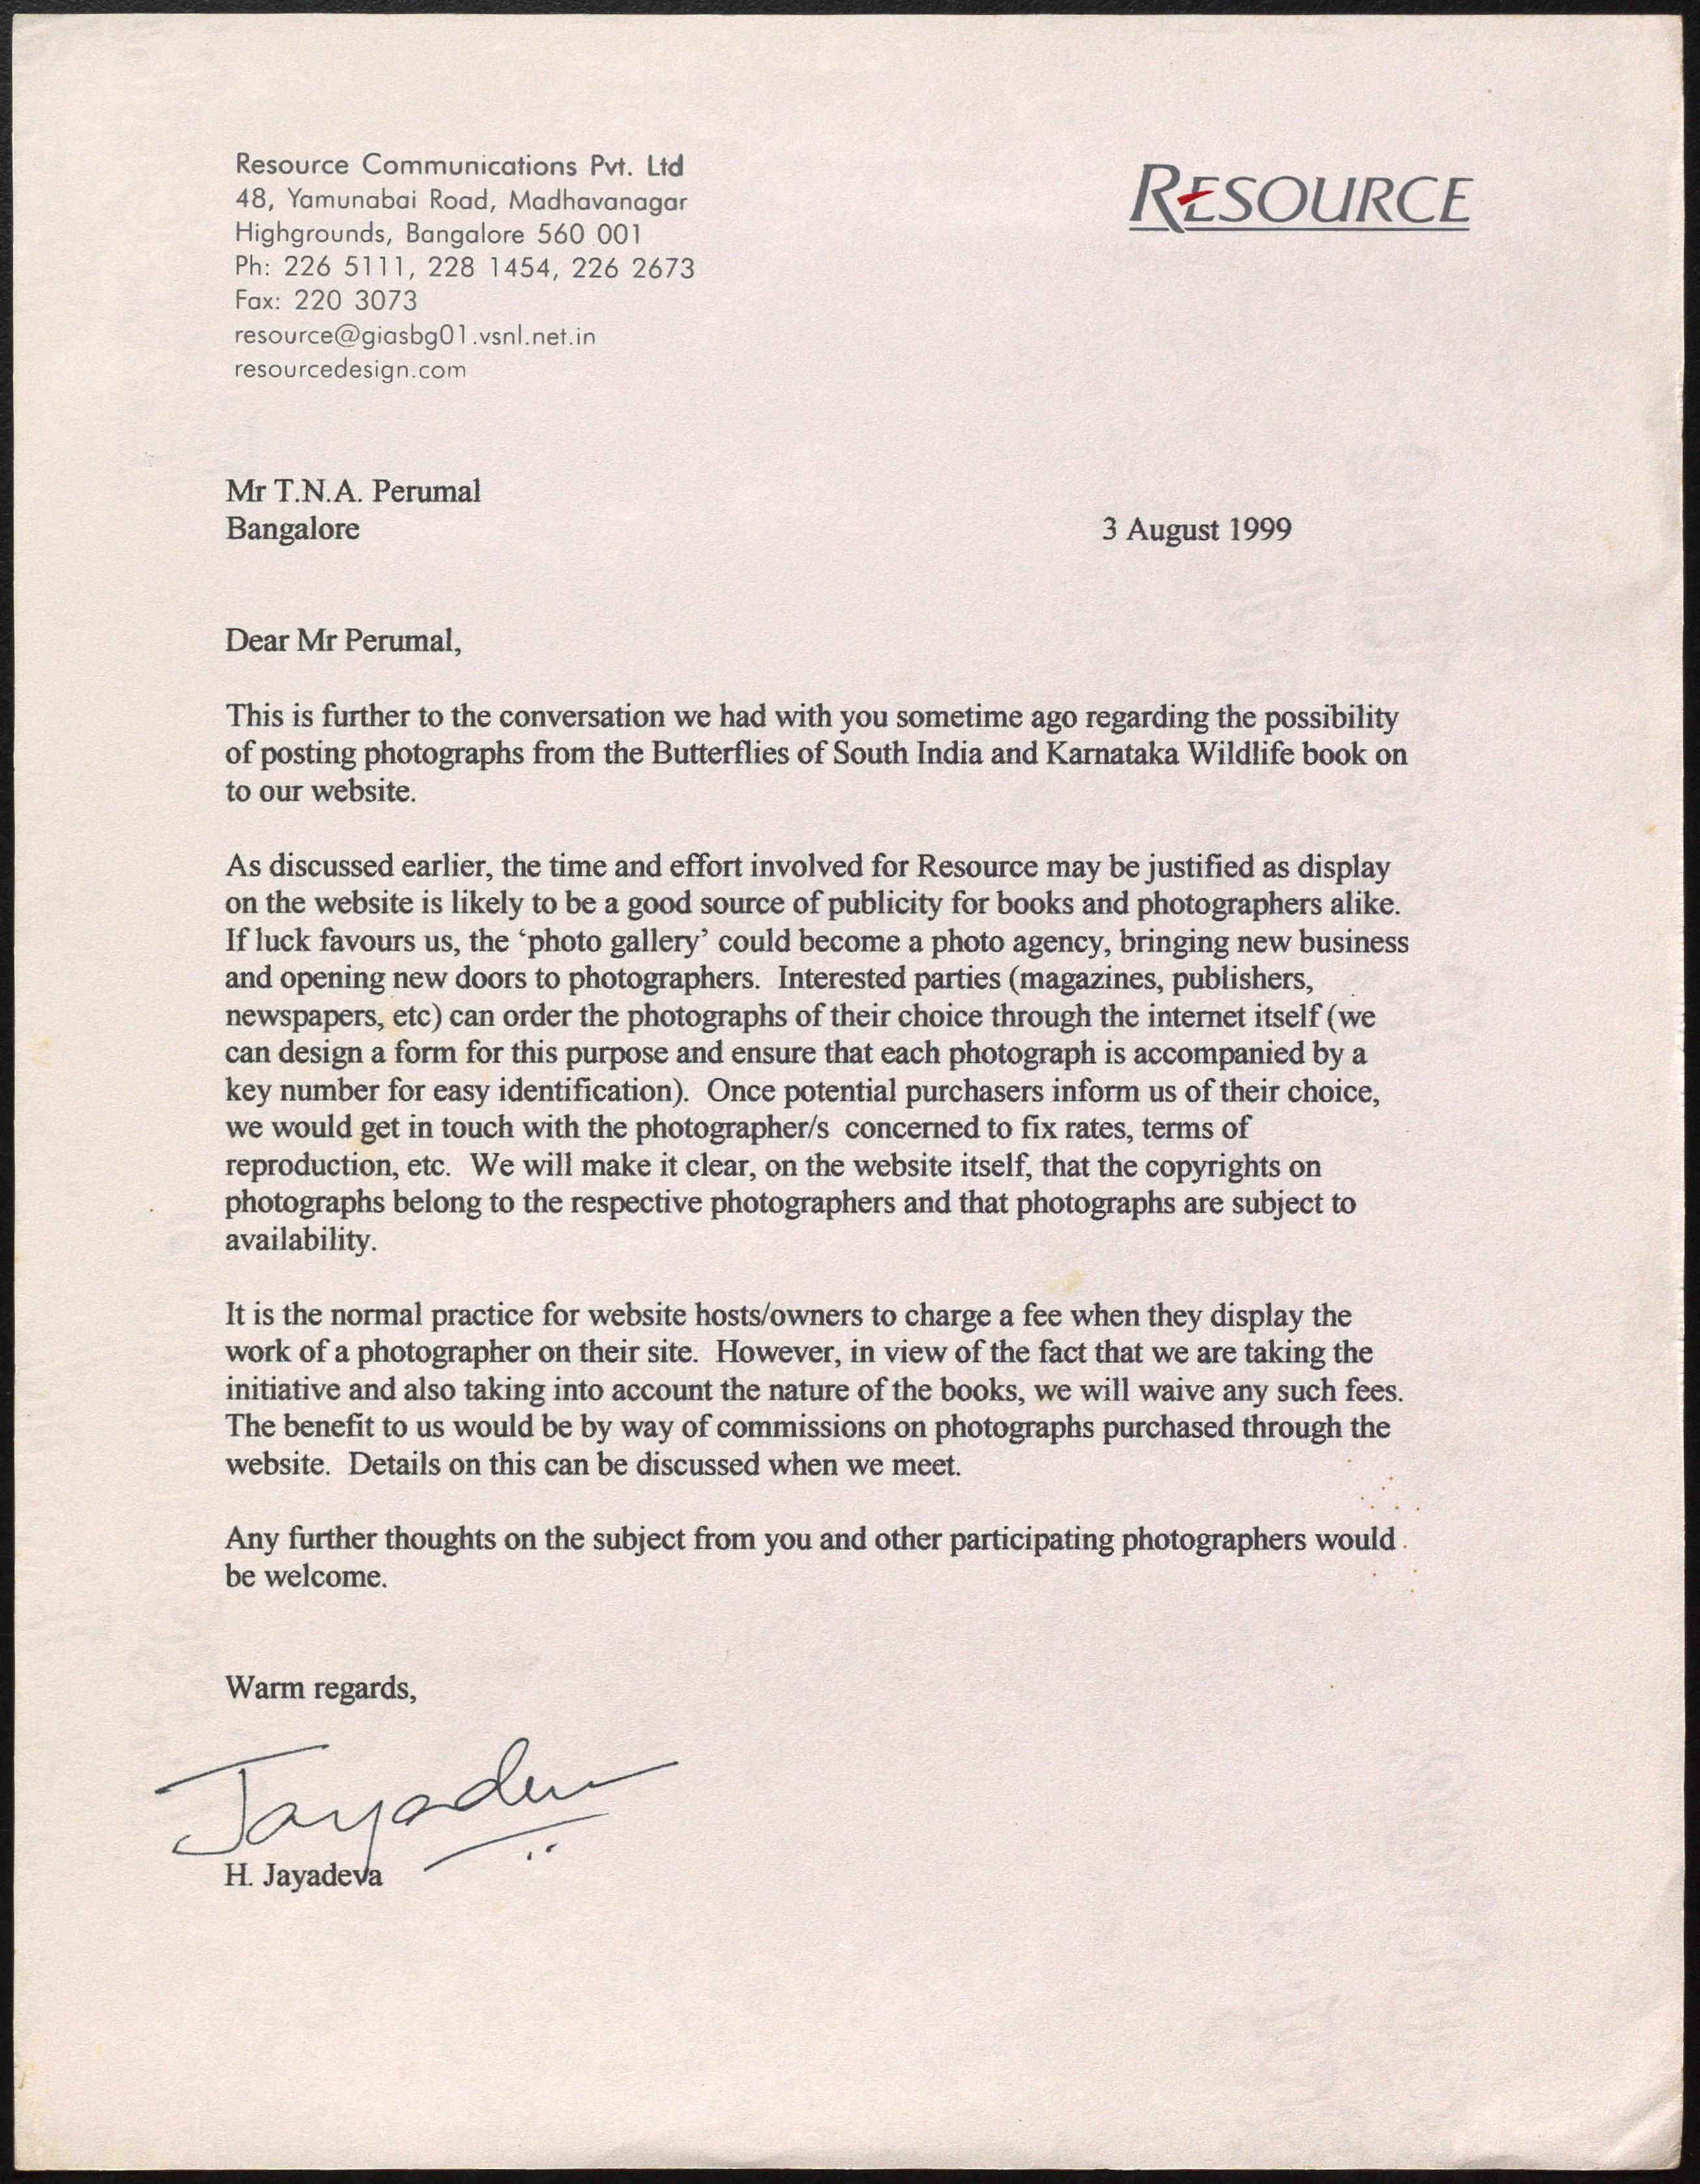 Resource Communications Pvt. Ltd
48, Yamunabai Road, Madhavanagar
Highgrounds, Bangalore 560 001
Ph: 226 5111, 228 1454, 226 2673
Fax: 220 3073
resource@giasbg01.vsnl.net.in
resourcedesign.com
RESOURCE
Mr T.N.A. Perumal
Bangalore
3 August 1999
Dear Mr Perumal,
This is further to the conversation we had with you sometime ago regarding the possibility
of posting photographs from the Butterflies of South India and Karnataka Wildlife book on
to our website.
As discussed earlier, the time and effort involved for Resource may be justified as display
on the website is likely to be a good source of publicity for books and photographers alike.
If luck favours us, the ‘photo gallery’ could become a photo agency, bringing new business
and opening new doors to photographers.  Interested parties (magazines, publishers,
newspapers, etc) can order the photographs of their choice through the internet itself (we
can design a form for this purpose and ensure that each photograph is accompanied by a
key number for easy identification).  Once potential purchasers inform us of their choice,
we would get in touch with the photographer/s  concerned to fix rates, terms of
reproduction, etc.  We will make it clear, on the website itself, that the copyrights on
photographs belong to the respective photographers and that photographs are subject to
availability.
It is the normal practice for website hosts/owners to charge a fee when they display the
work of a photographer on their site.  However, in view of the fact that we are taking the
initiative and also taking into account the nature of the books, we will waive any such fees.
The benefit to us would be by way of commissions on photographs purchased through the
website.  Details on this can be discussed when we meet.
Any further thoughts on the subject from you and other participating photographers would
be welcome.
Warm regards,
Jayadeva
H. Jayadeva